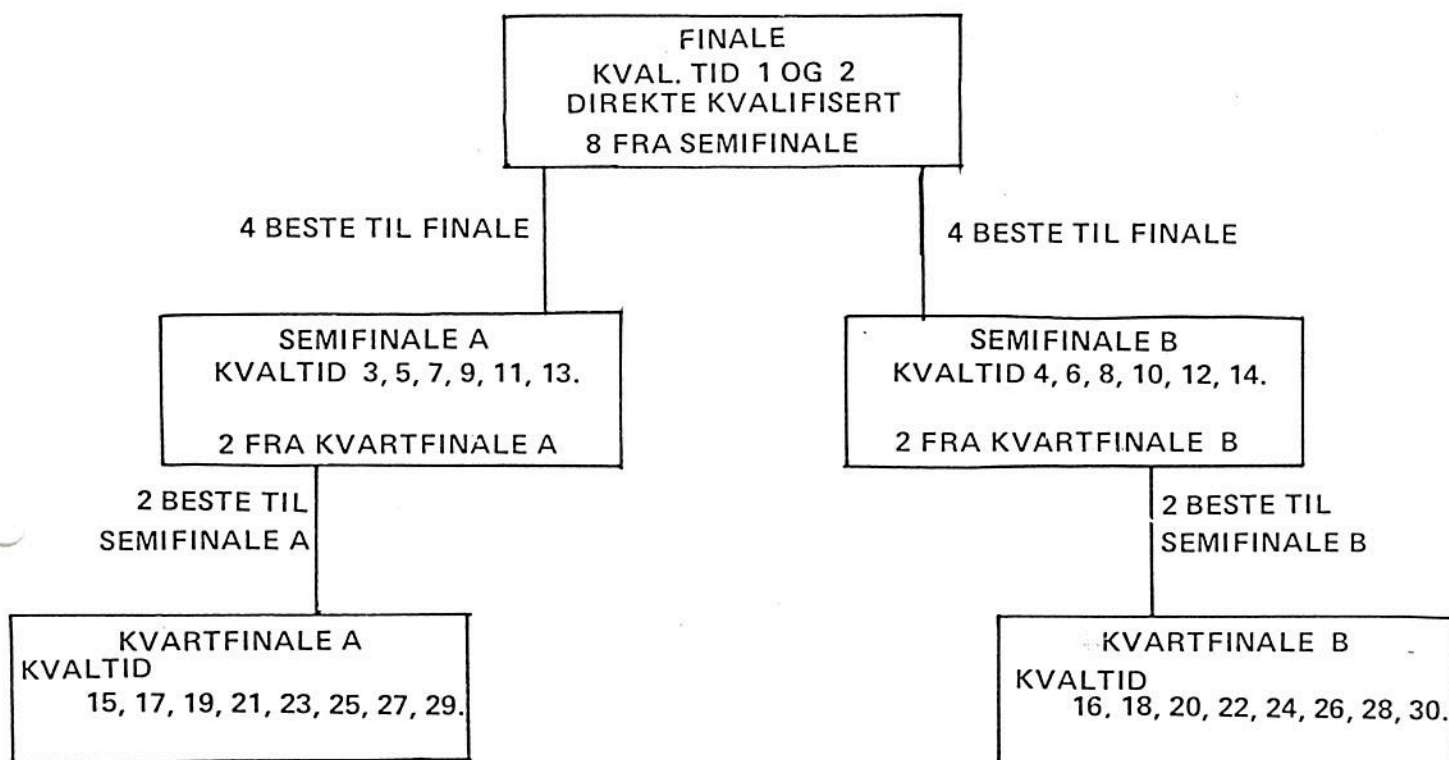 FINALE
KVAL. TID 1 OG 2
DIREKTE KVALIFISERT
8 FRA SEMIFINALE
4 BESTE TIL FINALE
4 BESTE TIL FINALE
SEMIFINALE A
KVALTID 3, 5, 7, 9, 11, 13.
2 FRA KVARTFINALE A
SEMIFINALE B
KVALTID 4, 6, 8, 10, 12, 14.
2 FRA KVARTFINALE B
2 BESTE TIL
SEMIFINALE A
2 BESTE TIL
SEMIFINALE B
KVARTFINALE A
KVALTID
15, 17, 19, 21, 23, 25, 27, 29.
KVARTFINALE B
KVALTID
16, 18, 20, 22, 24, 26, 28, 30.